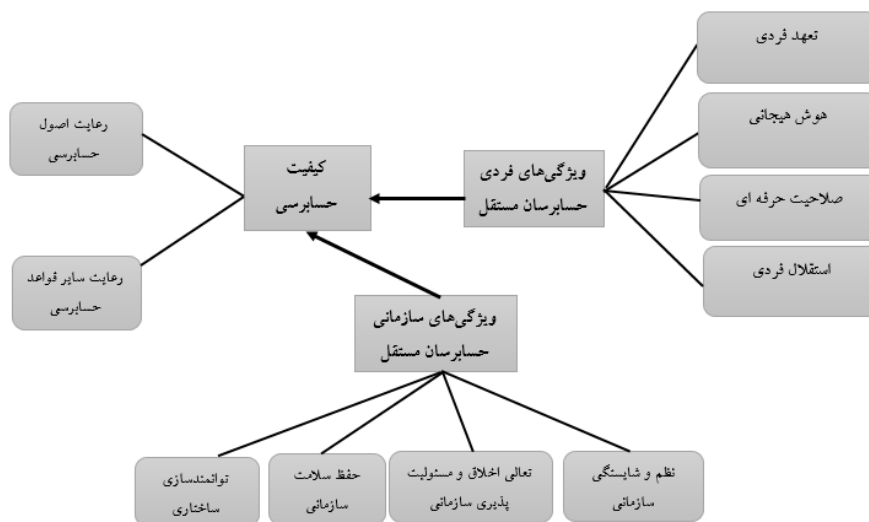 تعهد فردی
هوش هیجانی
صلاحیت حرفه ای
استقلال فردی
ویژگی‌های فردی
حسابرسان مستقل
کیفیت
حسابرسی
رعایت اصول
حسابرسی
رعایت سایر قواعد
حسابرسی
ویژگی‌های سازمانی
حسابرسان مستقل
نظم و شایستگی
سازمانی
تعالی اخلاق و مسئولیت
پذیری سازمانی
حفظ سلامت
سازمانی
توانمندسازی
ساختاری